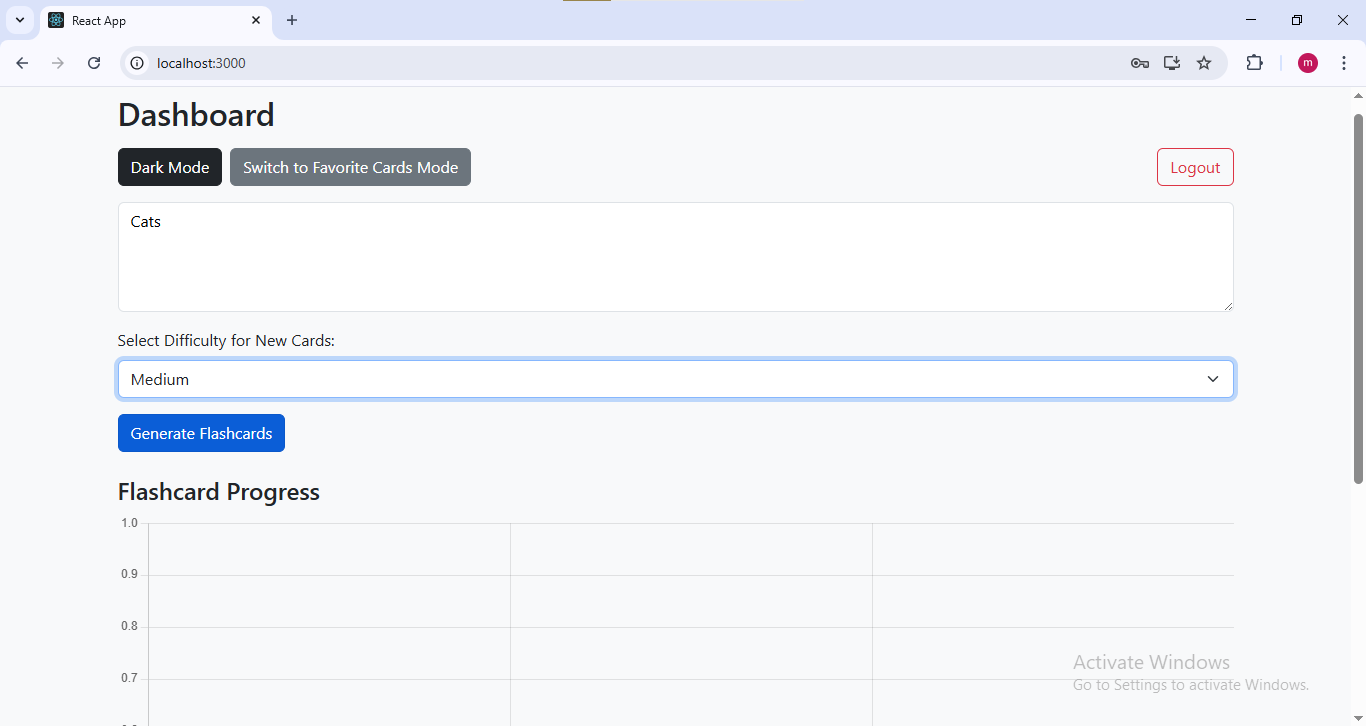 React App
localhost:3000
m
Dashboard
Dark Mode
Switch to Favorite Cards Mode
Logout
Cats
Select Difficulty for New Cards:
Medium
Generate Flashcards
Flashcard Progress
1.0
0.9
0.8
0.7
Activate Windows
Go to Settings to activate Windows.